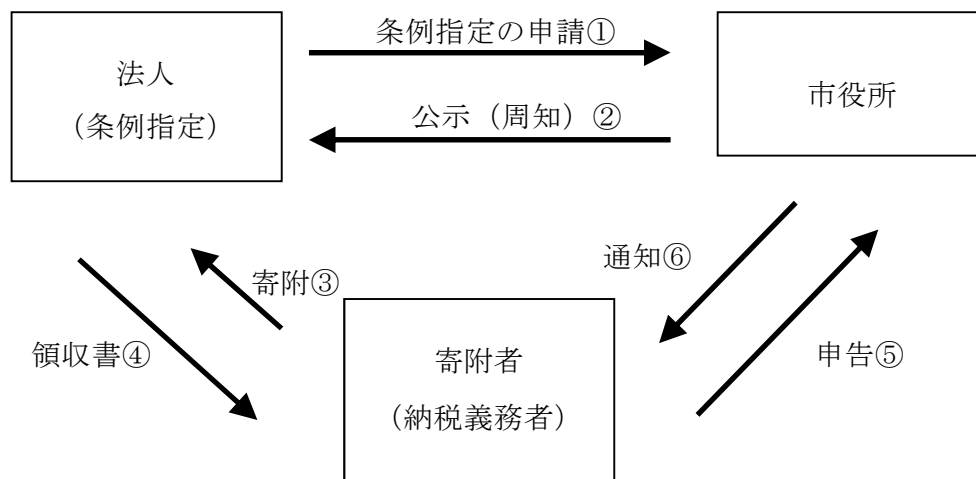 条例指定の申請①
法人
（条例指定）
市役所
公示（周知）②
通知⑥
寄附③
領収書④
寄附者
（納税義務者）
申告⑤